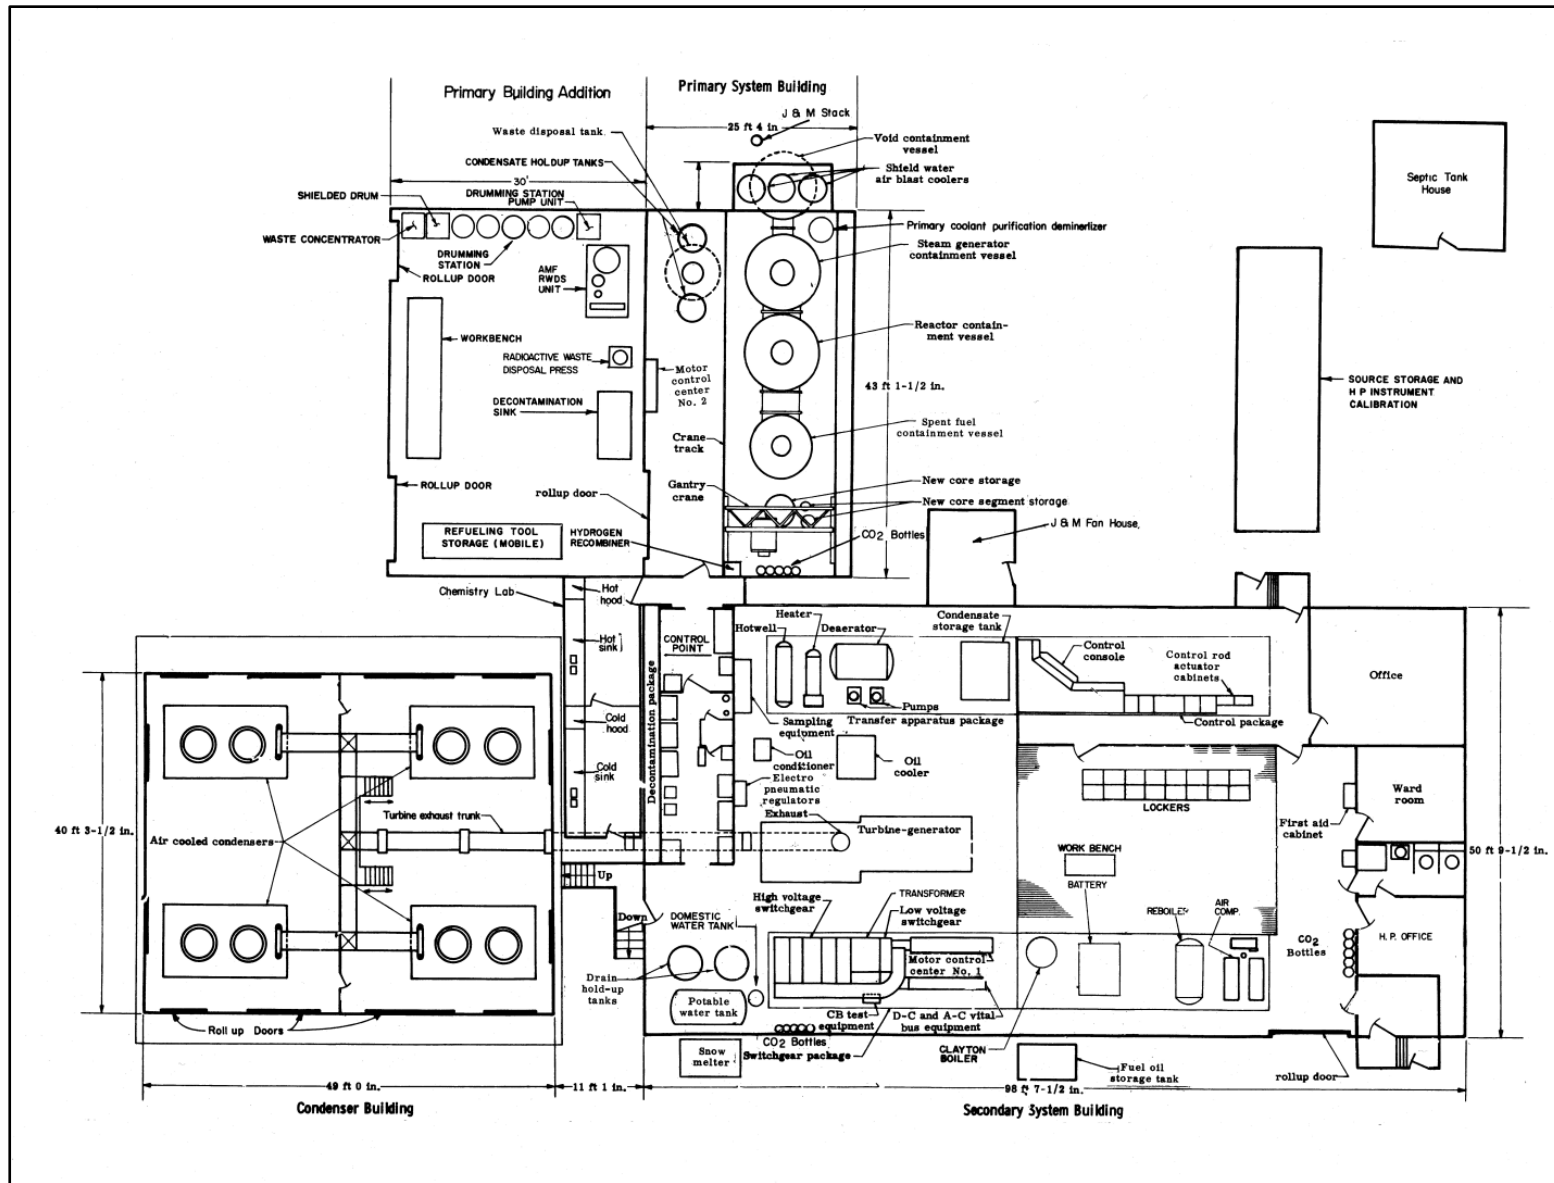 Primary Building Addition
Primary System Building
J & M Stack
25 ft 4 in
Waste disposal tank
Void containment
vessel
CONDENSATE HOLDUP TANKS
Shield water
air blast coolers
30'
SHIELDED DRUM
DRUMMING STATION
PUMP UNIT
Septic Tank
House
WASTE CONCENTRATOR
Primary coolant purification demineralizer
DRUMMING
STATION
ROLLUP DOOR
AMF
RWDS
UNIT
Steam generator
containment vessel
WORKBENCH
Reactor contain-
ment vessel
RADIOACTIVE WASTE
DISPOSAL PRESS
Motor
control
center
No. 2
43 ft 1-1/2 in.
SOURCE STORAGE AND
H P INSTRUMENT
CALIBRATION
DECONTAMINATION
SINK
Spent fuel
containment vessel
Crane
track
ROLLUP DOOR
rollup door
Gantry
crane
New core storage
New core segment storage
REFUELING TOOL
STORAGE (MOBILE)
HYDROGEN
RECOMBINER
CO2 Bottles
J & M Fan House
Chemistry Lab
Hot
hood
Hot
sink
CONTROL
POINT
Heater
Hotwell
Deaerator
Condensate
storage tank
Control
console
Control rod
actuator
cabinets
Office
Decontamination package
Cold
hood
Cold
sink
Pumps
Transfer apparatus package
Control package
Sampling
equipment
Oil
conditioner
Oil
cooler
Electro
pneumatic
regulators
LOCKERS
Ward
room
First aid
cabinet
40 ft 3-1/2 in.
Air cooled condensers
Turbine exhaust trunk
Exhaust
Turbine-generator
WORK BENCH
50 ft 9-1/2 in.
Up
Down
BATTERY
High voltage
switchgear
TRANSFORMER
Low voltage
switchgear
REBOILER
AIR
COMP.
DOMESTIC
WATER TANK
CO2
Bottles
H. P. OFFICE
Drain
hold-up
tanks
Potable
water tank
Motor control
center No. 1
CB test
equipment
D-C and A-C vital
bus equipment
Roll up Doors
CO2 Bottles
Switchgear package
CLAYTON
BOILER
Snow
melter
Fuel oil
storage tank
rollup door
49 ft 0 in.
11 ft 1 in.
98 ft 7-1/2 in.
Condenser Building
Secondary System Building